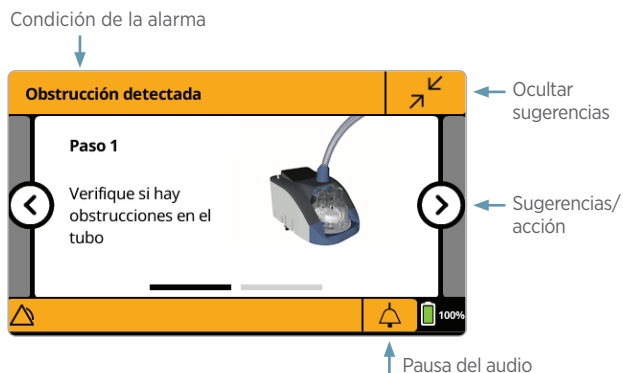 Condición de la alarma
Obstrucción detectada
Ocultar
sugerencias
Paso 1
Verifique si hay
obstrucciones en el
tubo
Sugerencias/
acción
100%
Pausa del audio